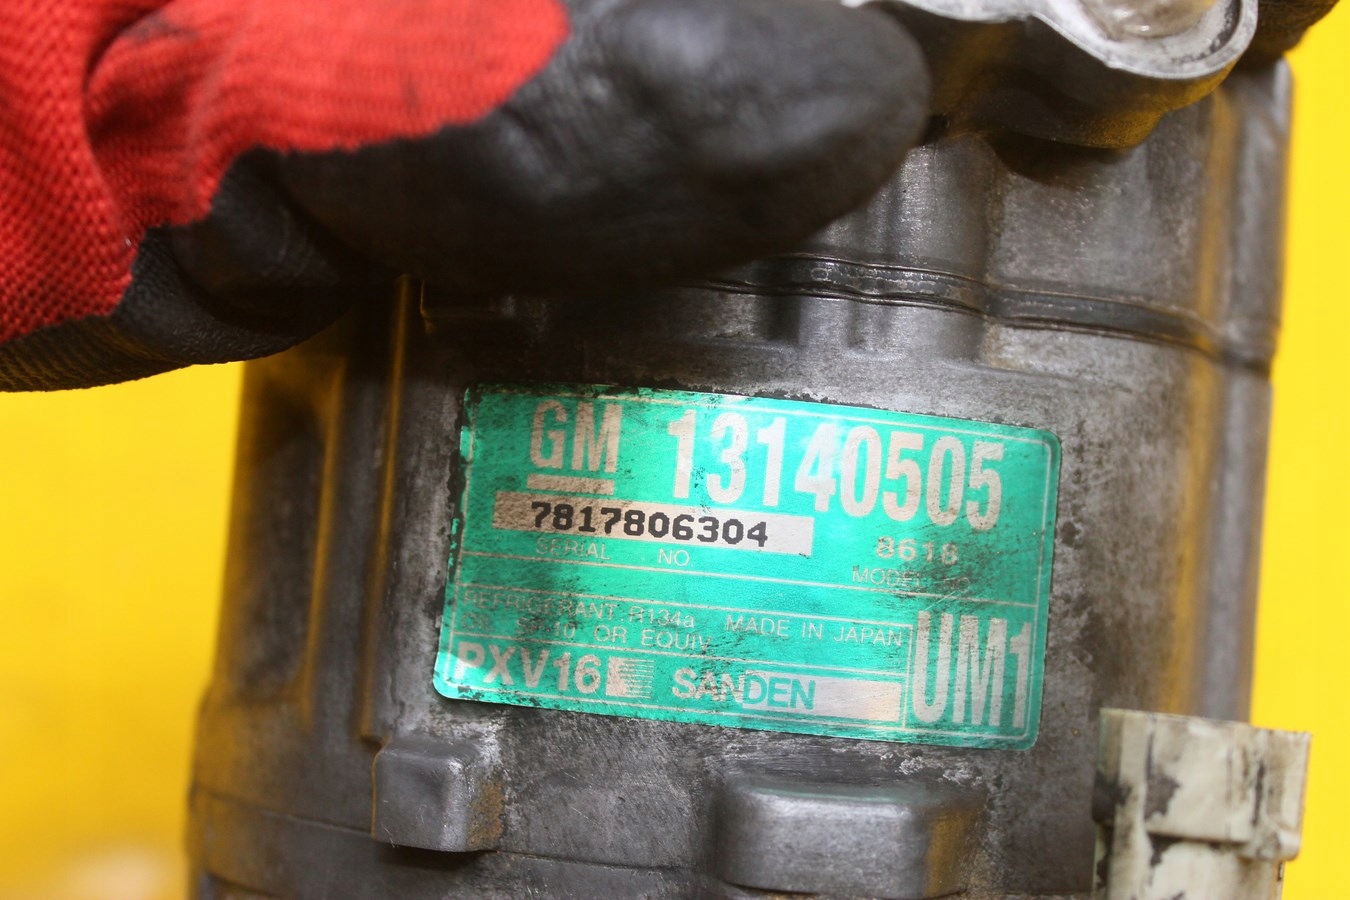 GM 13140505
7817806304
SERIAL NO. 8616
MODEL
REFRIGERANT R134a MADE IN JAPAN
OR EQUIV
PXV16 SANDEN UM1